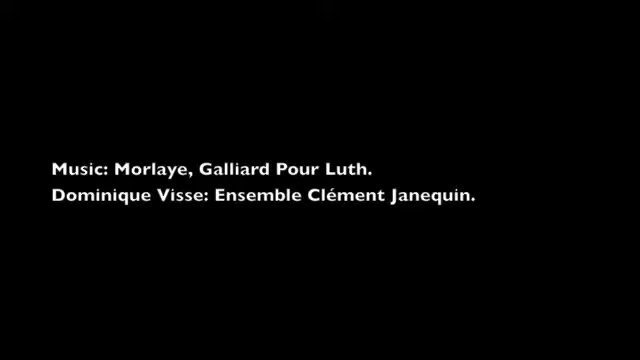 Music: Morlaye, Galliard Pour Luth.
Dominique Visse: Ensemble Clément Janequin.